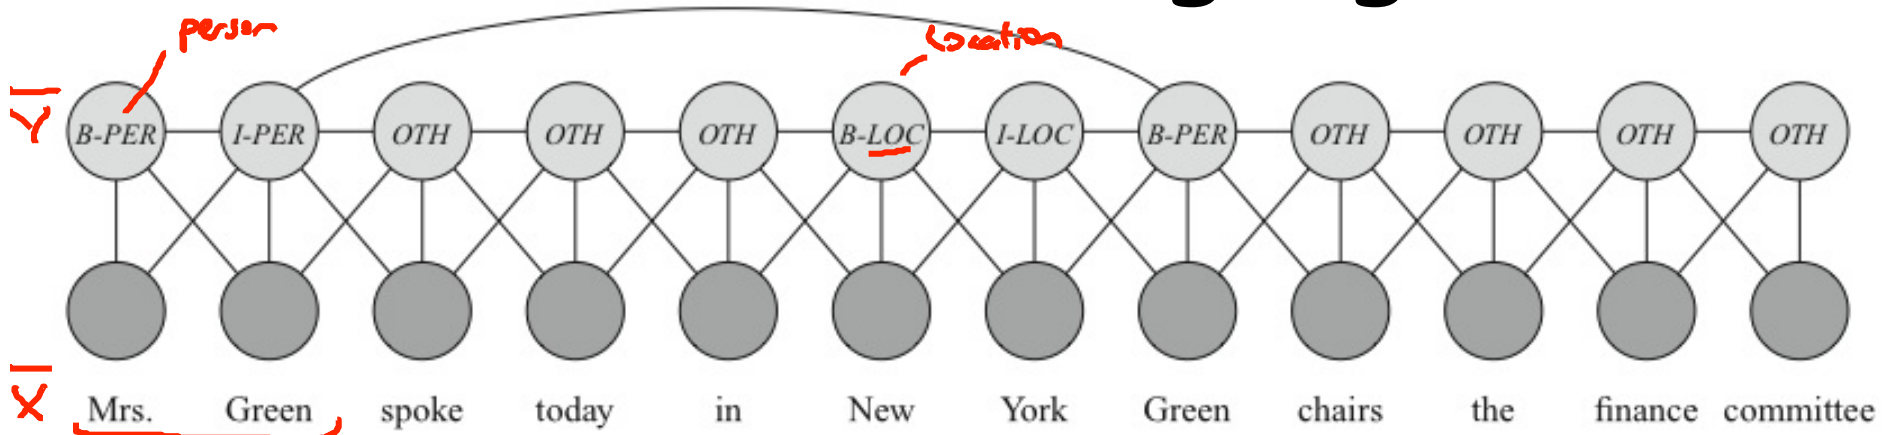 person
location
Y
B-PER I-PER OTH OTH OTH B-LOC I-LOC B-PER OTH OTH OTH OTH
X
Mrs. Green spoke today in New York Green chairs the finance committee